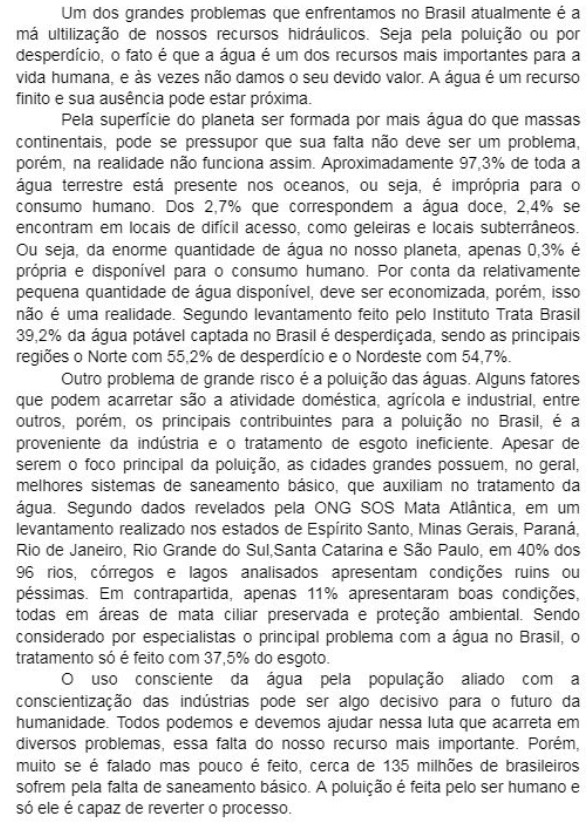 Um dos grandes problemas que enfrentamos no Brasil atualmente é a
má ultilização de nossos recursos hidráulicos. Seja pela poluição ou por
desperdício, o fato é que a água é um dos recursos mais importantes para a
vida humana, e às vezes não damos o seu devido valor. A água é um recurso
finito e sua ausência pode estar próxima.
Pela superfície do planeta ser formada por mais água do que massas
continentais, pode se pressupor que sua falta não deve ser um problema,
porém, na realidade não funciona assim. Aproximadamente 97,3% de toda a
água terrestre está presente nos oceanos, ou seja, é imprópria para o
consumo humano. Dos 2,7% que correspondem a água doce, 2,4% se
encontram em locais de difícil acesso, como geleiras e locais subterrâneos.
Ou seja, da enorme quantidade de água no nosso planeta, apenas 0,3% é
própria e disponível para o consumo humano. Por conta da relativamente
pequena quantidade de água disponível, deve ser economizada, porém, isso
não é uma realidade. Segundo levantamento feito pelo Instituto Trata Brasil
39,2% da água potável captada no Brasil é desperdiçada, sendo as principais
regiões o Norte com 55,2% de desperdício e o Nordeste com 54,7%.
Outro problema de grande risco é a poluição das águas. Alguns fatores
que podem acarretar são a atividade doméstica, agrícola e industrial, entre
outros, porém, os principais contribuintes para a poluição no Brasil, é a
proveniente da indústria e o tratamento de esgoto ineficiente. Apesar de
serem o foco principal da poluição, as cidades grandes possuem, no geral,
melhores sistemas de saneamento básico, que auxiliam no tratamento da
água. Segundo dados revelados pela ONG SOS Mata Atlântica, em um
levantamento realizado nos estados de Espírito Santo, Minas Gerais, Paraná,
Rio de Janeiro, Rio Grande do Sul,Santa Catarina e São Paulo, em 40% dos
96 rios, córregos e lagos analisados apresentam condições ruins ou
péssimas. Em contrapartida, apenas 11% apresentaram boas condições,
todas em áreas de mata ciliar preservada e proteção ambiental. Sendo
considerado por especialistas o principal problema com a água no Brasil, o
tratamento só é feito com 37,5% do esgoto.
O uso consciente da água pela população aliado com a
conscientização das indústrias pode ser algo decisivo para o futuro da
humanidade. Todos podemos e devemos ajudar nessa luta que acarreta em
diversos problemas, essa falta do nosso recurso mais importante. Porém,
muito se é falado mas pouco é feito, cerca de 135 milhões de brasileiros
sofrem pela falta de saneamento básico. A poluição é feita pelo ser humano e
só ele é capaz de reverter o processo.